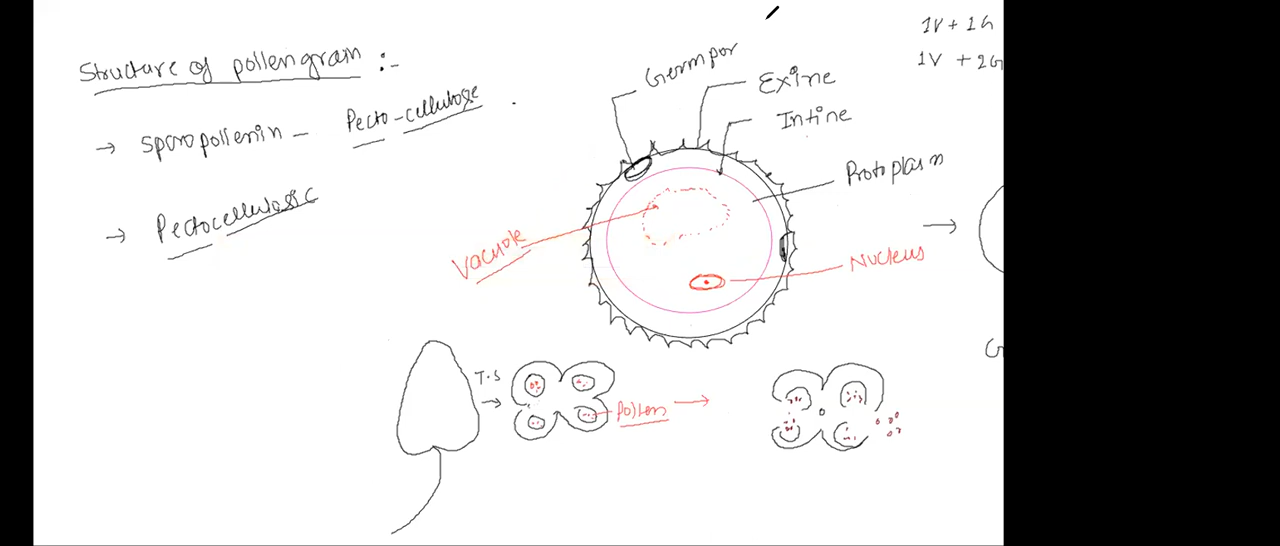 Structure of pollengrain :-
→ Sporopollenin - Pecto-cellulose
→ Pectocellulosic
Germpor
Exine
Intine
Protoplasm
Nucleus
Vacuole
1V + 1G
1V + 2G
G
T.S
Pollen